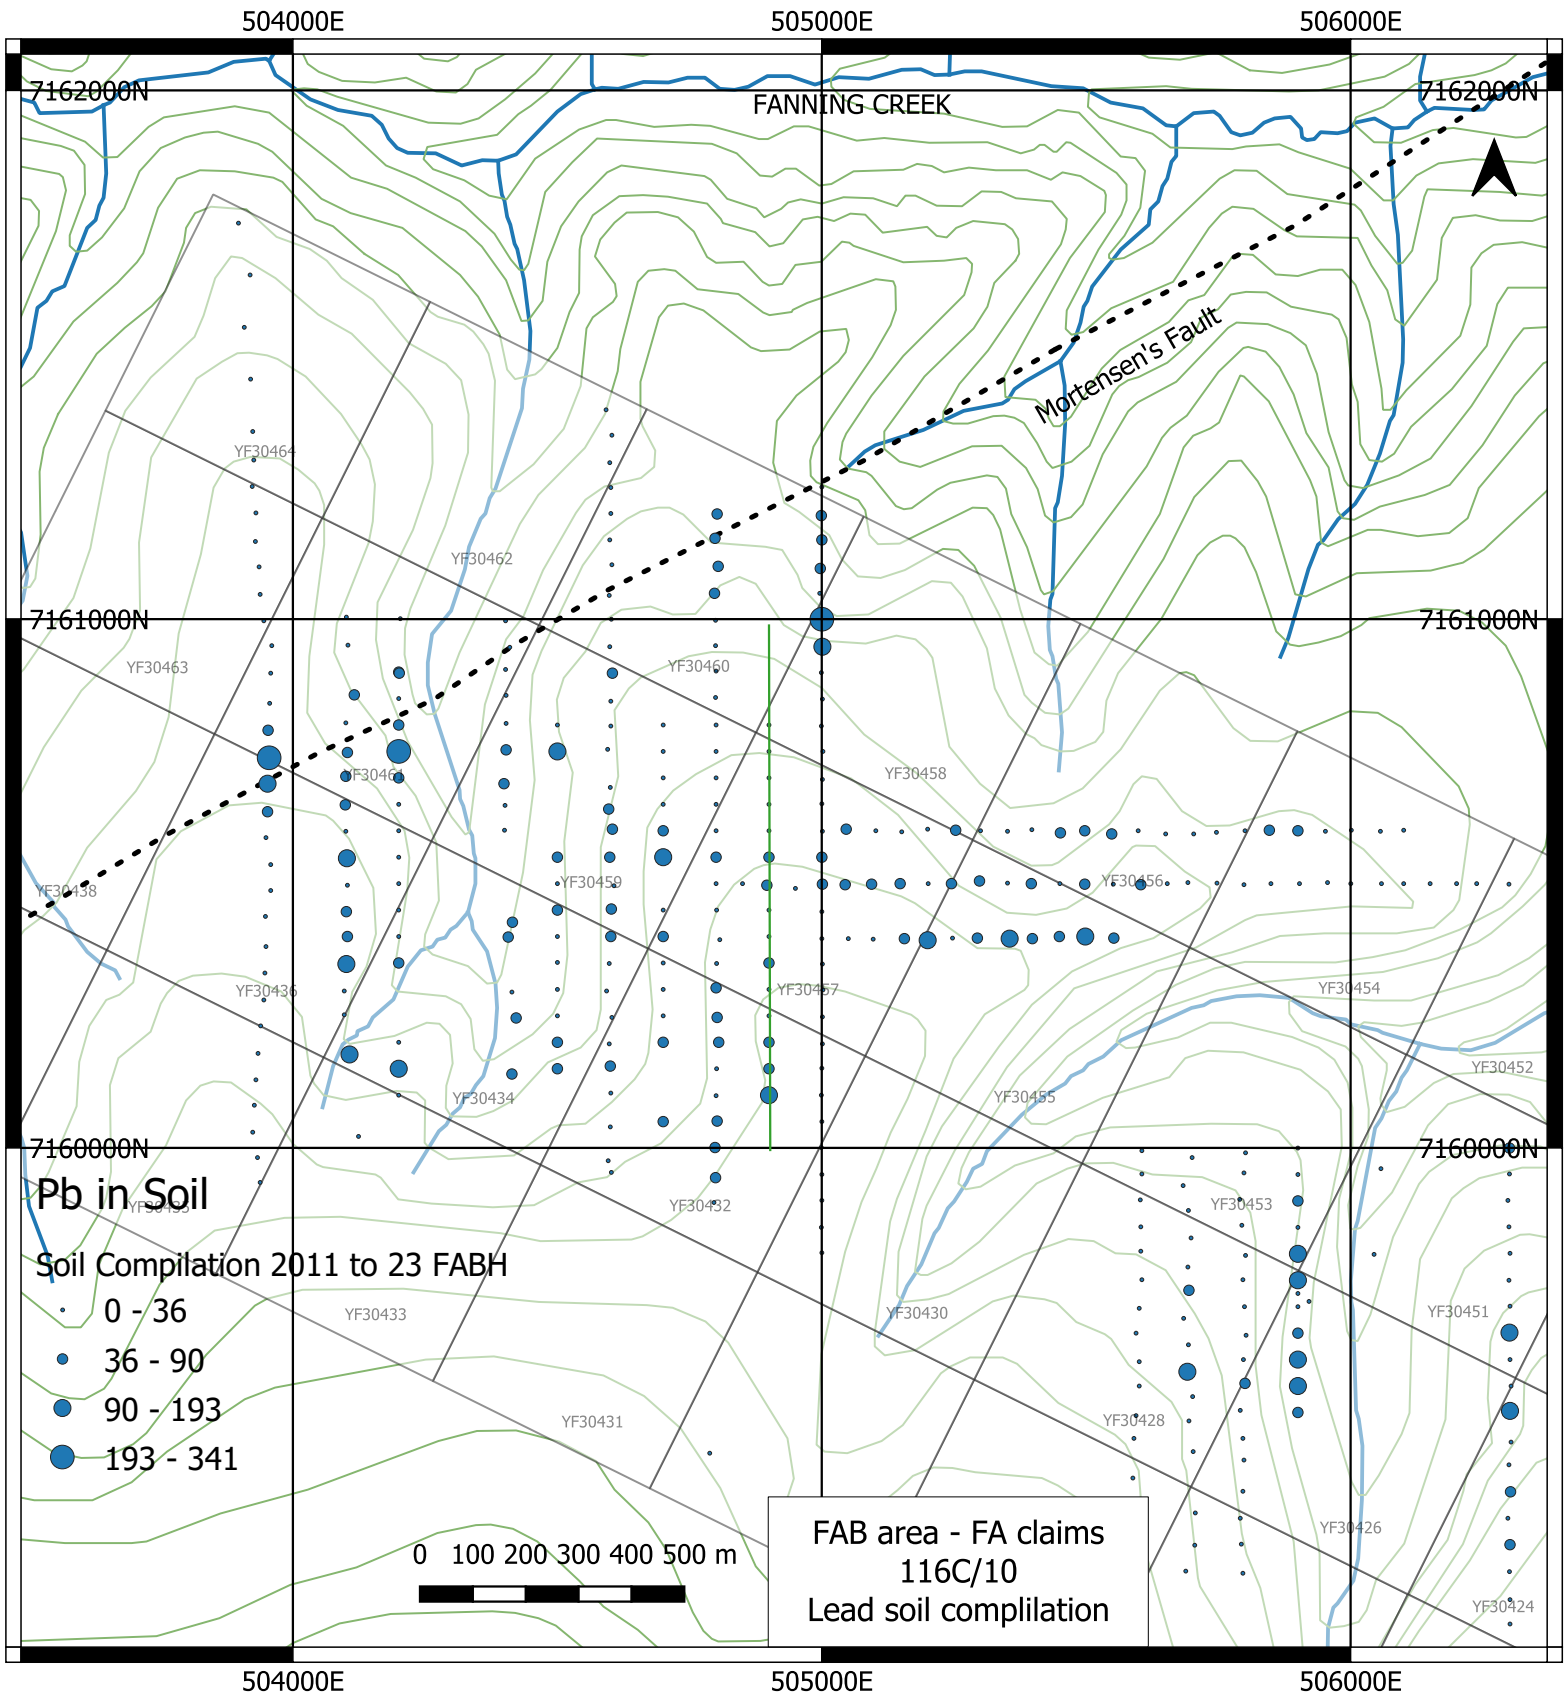 504000E 505000E 506000E
7162000N 7162000N
FANNING CREEK
Mortensen's Fault
YF30464
YF30462
7161000N 7161000N
YF30463 YF30460
YF30461 YF30458
YF30438 YF30459 YF30456
YF30436 YF30457 YF30454
YF30452
YF30434 YF30455
7160000N 7160000N
Pb in Soil
YF30435 YF30432 YF30453
Soil Compilation 2011 to 23 FABH
0 - 36
YF30433 YF30430 YF30451
36 - 90
90 - 193
YF30431 YF30428
193 - 341
YF30426
FAB area - FA claims
0 100 200 300 400 500 m
116C/10
Lead soil complilation
YF30424
504000E 505000E 506000E